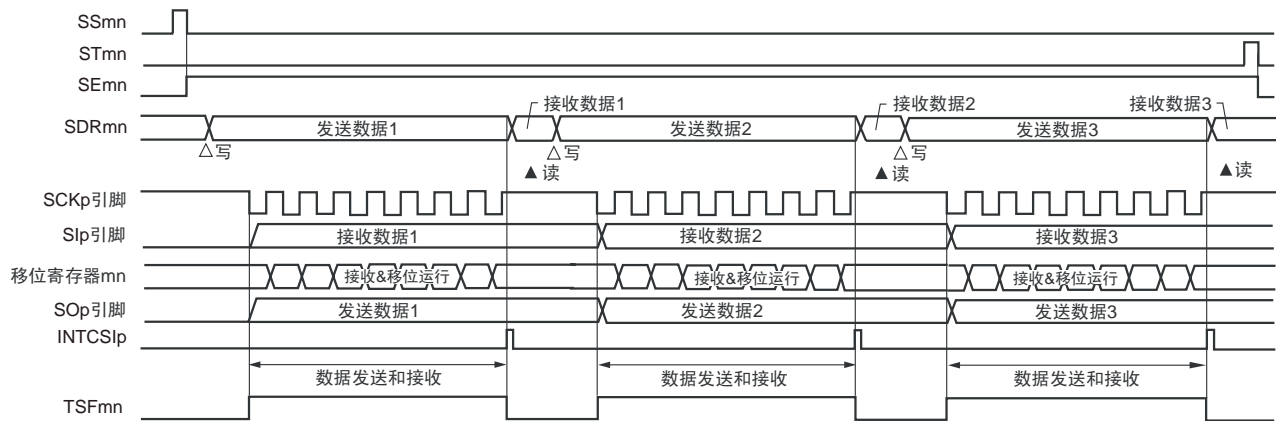 SSmn
STmn
SEmn
接收数据1 接收数据2 接收数据3
SDRmn 发送数据1 发送数据2 发送数据3
△写 △写 △写
▲读 ▲读 ▲读
SCKp引脚
SIp引脚 接收数据1 接收数据2 接收数据3
移位寄存器mn 接收&移位运行 接收&移位运行 接收&移位运行
SOp引脚 发送数据1 发送数据2 发送数据3
INTCSIp
数据发送和接收 数据发送和接收 数据发送和接收
TSFmn